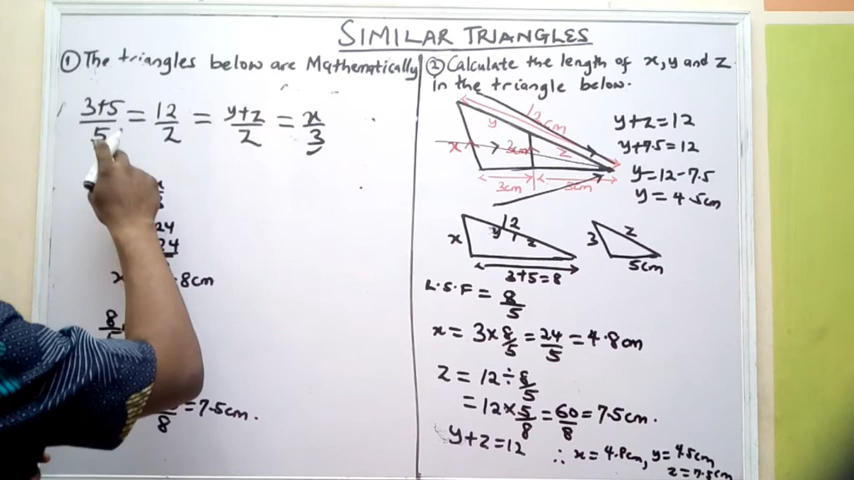 SIMILAR TRIANGLES
① The triangles below are Mathematically
3+5/5 = 12/z = y+z/z = x/3
24
8cm
8
8 = 7.5cm.
② Calculate the length of x, y and z
in the triangle below.
12cm
y
x
3cm
z
3cm
5cm
y+z=12
y+7.5=12
y=12-7.5
y = 4.5cm
12
x
y
z
3+5=8
3
z
5cm
L.S.F = 8/5
x = 3×8/5 = 24/5 = 4.8cm
z = 12÷8/5
= 12×5/8 = 60/8 = 7.5cm.
y+z=12
∴ x = 4.8cm, y = 4.5cm
z = 7.5cm